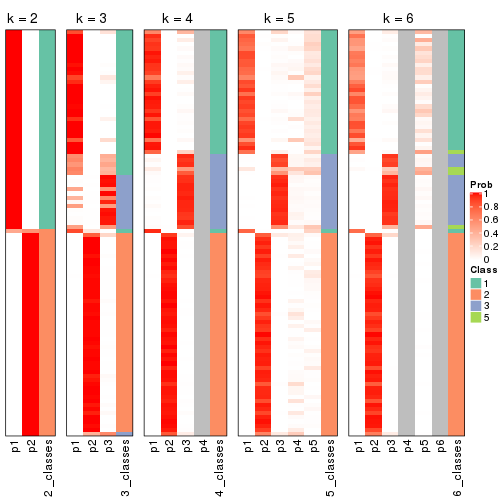 k = 2
k = 3
k = 4
k = 5
k = 6
Prob
1
0.8
0.6
0.4
0.2
0
Class
1
2
3
5
p1
p2
2_classes
p1
p2
p3
3_classes
p1
p2
p3
p4
4_classes
p1
p2
p3
p4
p5
5_classes
p1
p2
p3
p4
p5
p6
6_classes